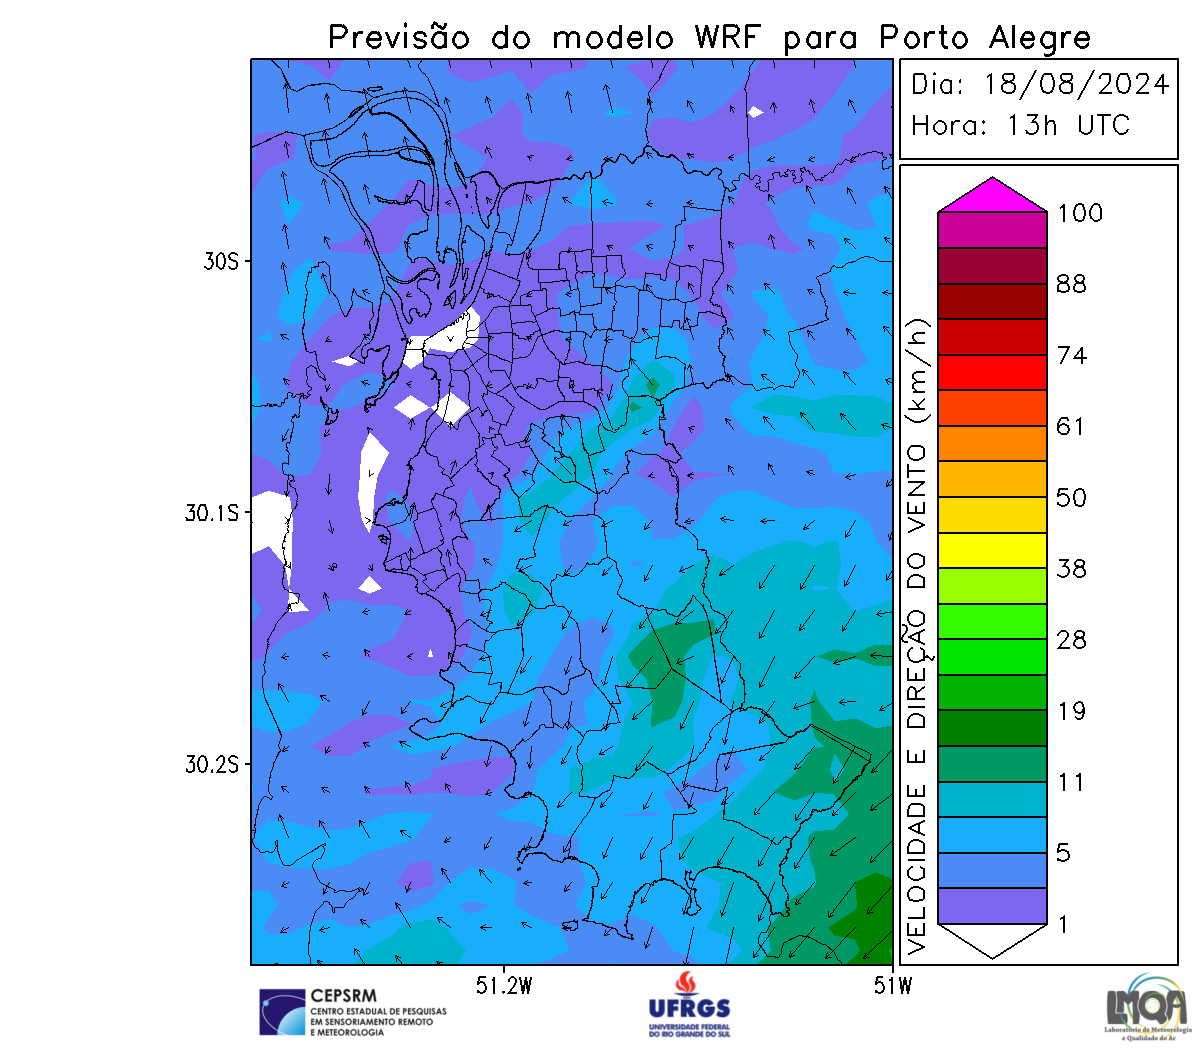 Previsão do modelo WRF para Porto Alegre
Dia: 18/08/2024
Hora: 13h UTC
30S
30.1S
30.2S
51.2W
51W
VELOCIDADE E DIREÇÃO DO VENTO (km/h)
100
88
74
61
50
38
28
19
11
5
1
CEPSRM
CENTRO ESTADUAL DE PESQUISAS
EM SENSORIAMENTO REMOTO
E METEOROLOGIA
UFRGS
UNIVERSIDADE FEDERAL
DO RIO GRANDE DO SUL
LMQA
Laboratório de Meteorologia
e Qualidade do Ar